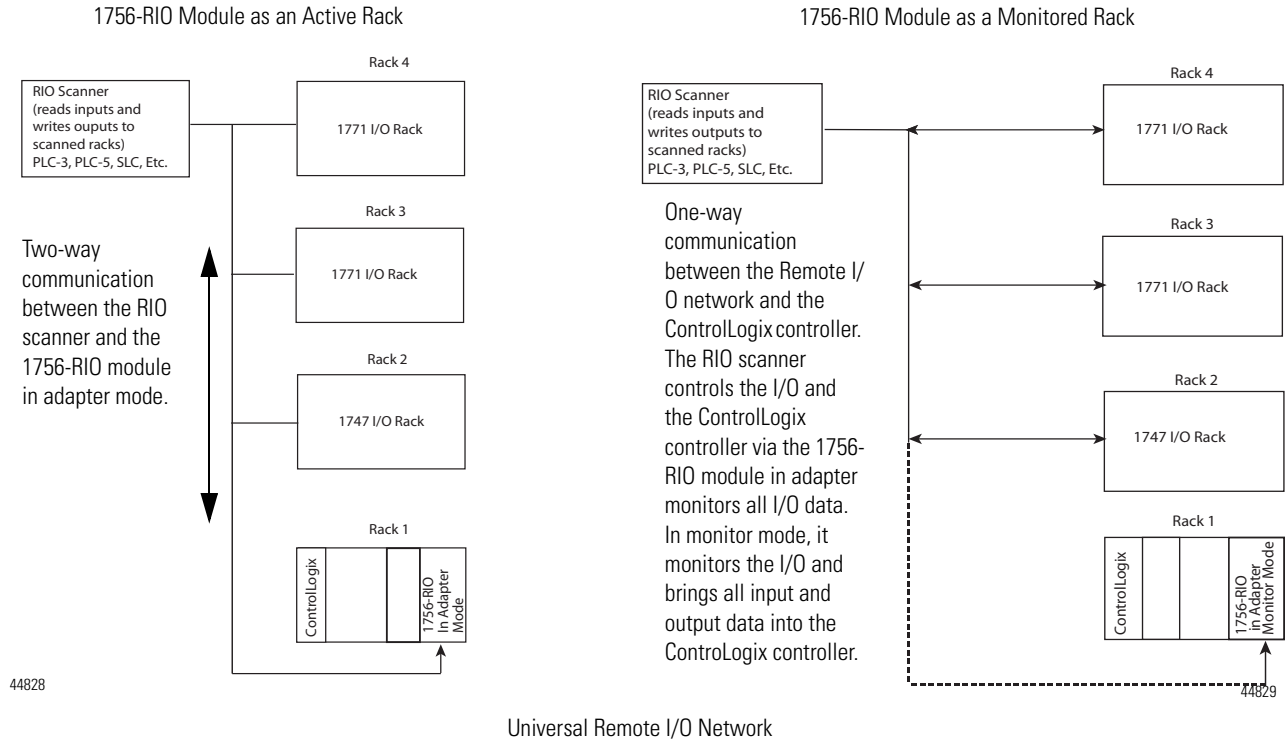 1756-RIO Module as an Active Rack
RIO Scanner
(reads inputs and
writes ouputs to
scanned racks)
PLC-3, PLC-5, SLC, Etc.
Rack 4
1771 I/O Rack
Rack 3
1771 I/O Rack
Two-way
communication
between the RIO
scanner and the
1756-RIO module
in adapter mode.
Rack 2
1747 I/O Rack
Rack 1
ControlLogix
1756-RIO
In Adapter
Mode
44828
1756-RIO Module as a Monitored Rack
RIO Scanner
(reads inputs and
writes outputs to
scanned racks)
PLC-3, PLC-5, SLC, Etc.
Rack 4
1771 I/O Rack
One-way
communication
between the Remote I/
O network and the
ControlLogix controller.
The RIO scanner
controls the I/O and
the ControlLogix
controller via the 1756-
RIO module in adapter
monitors all I/O data.
In monitor mode, it
monitors the I/O and
brings all input and
output data into the
ControLogix controller.
Rack 3
1771 I/O Rack
Rack 2
1747 I/O Rack
Rack 1
ControlLogix
1756-RIO
in Adapter
Monitor Mode
44829
Universal Remote I/O Network